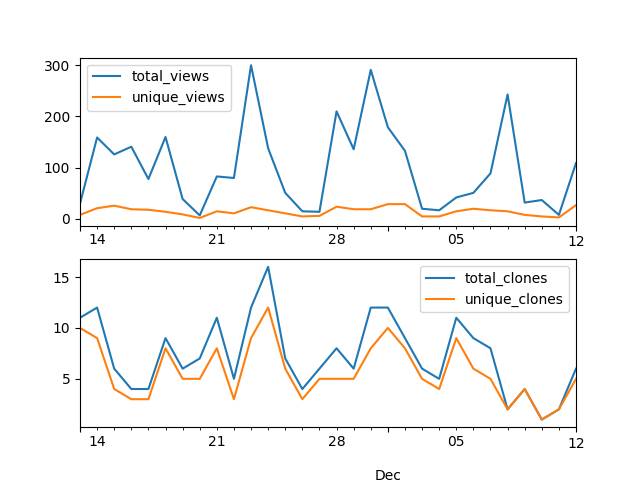 300
200
100
0
total_views
unique_views
14 21 28 05 12
15
10
5
total_clones
unique_clones
14 21 28 05 12
Dec